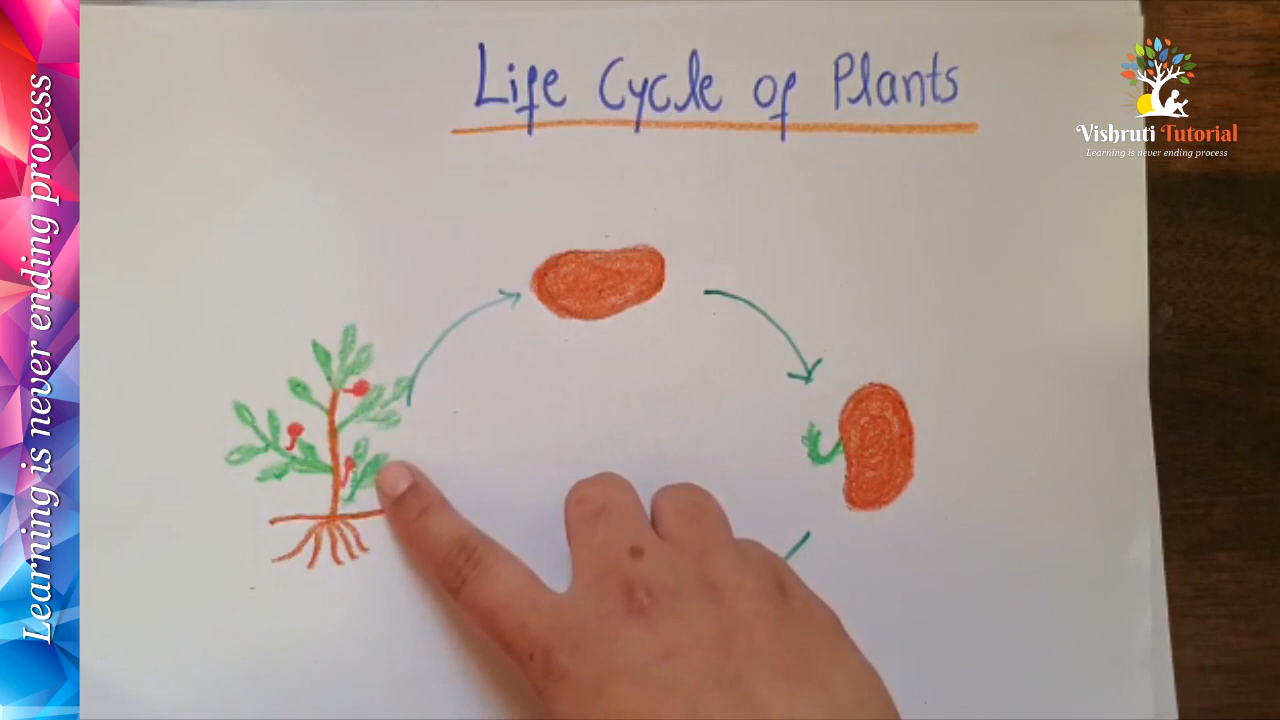 Life Cycle of Plants
Vishruti Tutorial
Learning is never ending process
Learning is never ending process